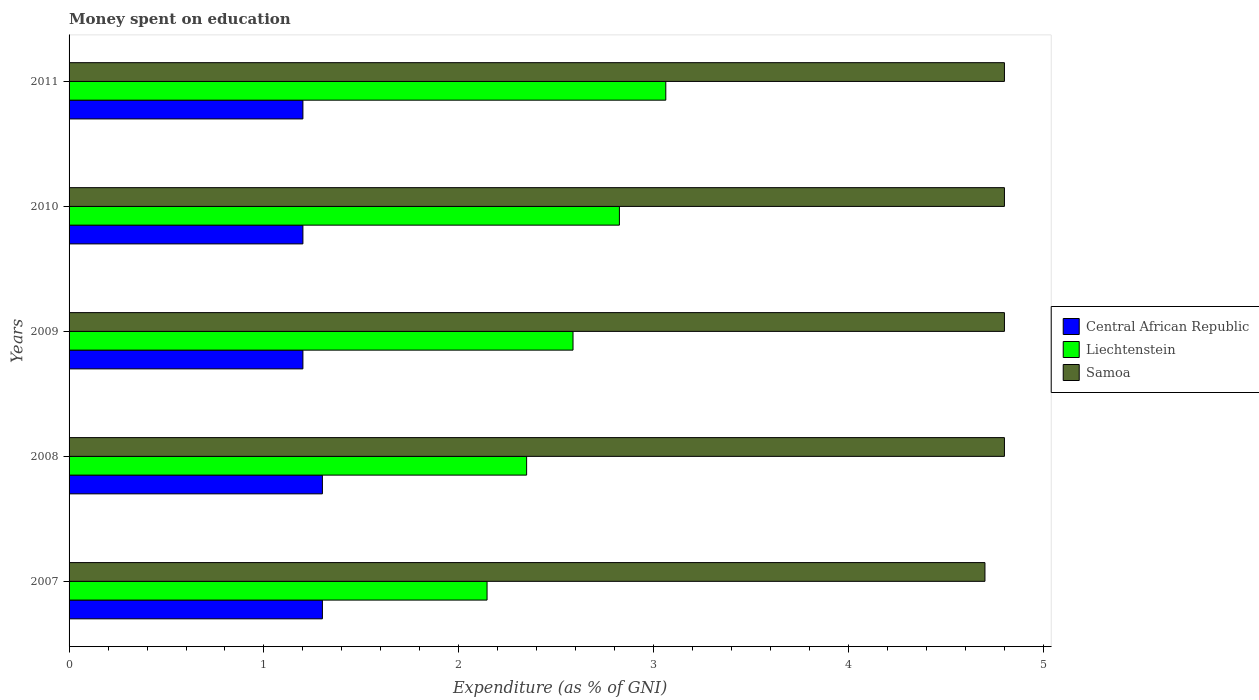 Money spent on education
2011
2010
2009
2008
2007
Years
0
1
2
3
4
5
Expenditure (as % of GNI)
Central African Republic
Liechtenstein
Samoa